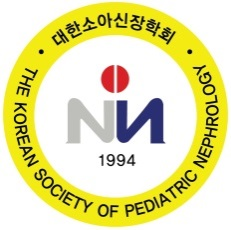 · 대한소아신장학회 ·
THE KOREAN SOCIETY OF PEDIATRIC NEPHROLOGY
1994